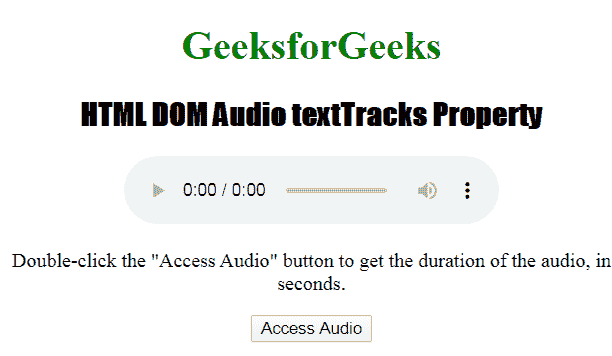 GeeksforGeeks
HTML DOM Audio textTracks Property
0:00 / 0:00
Double-click the "Access Audio" button to get the duration of the audio, in
seconds.
Access Audio